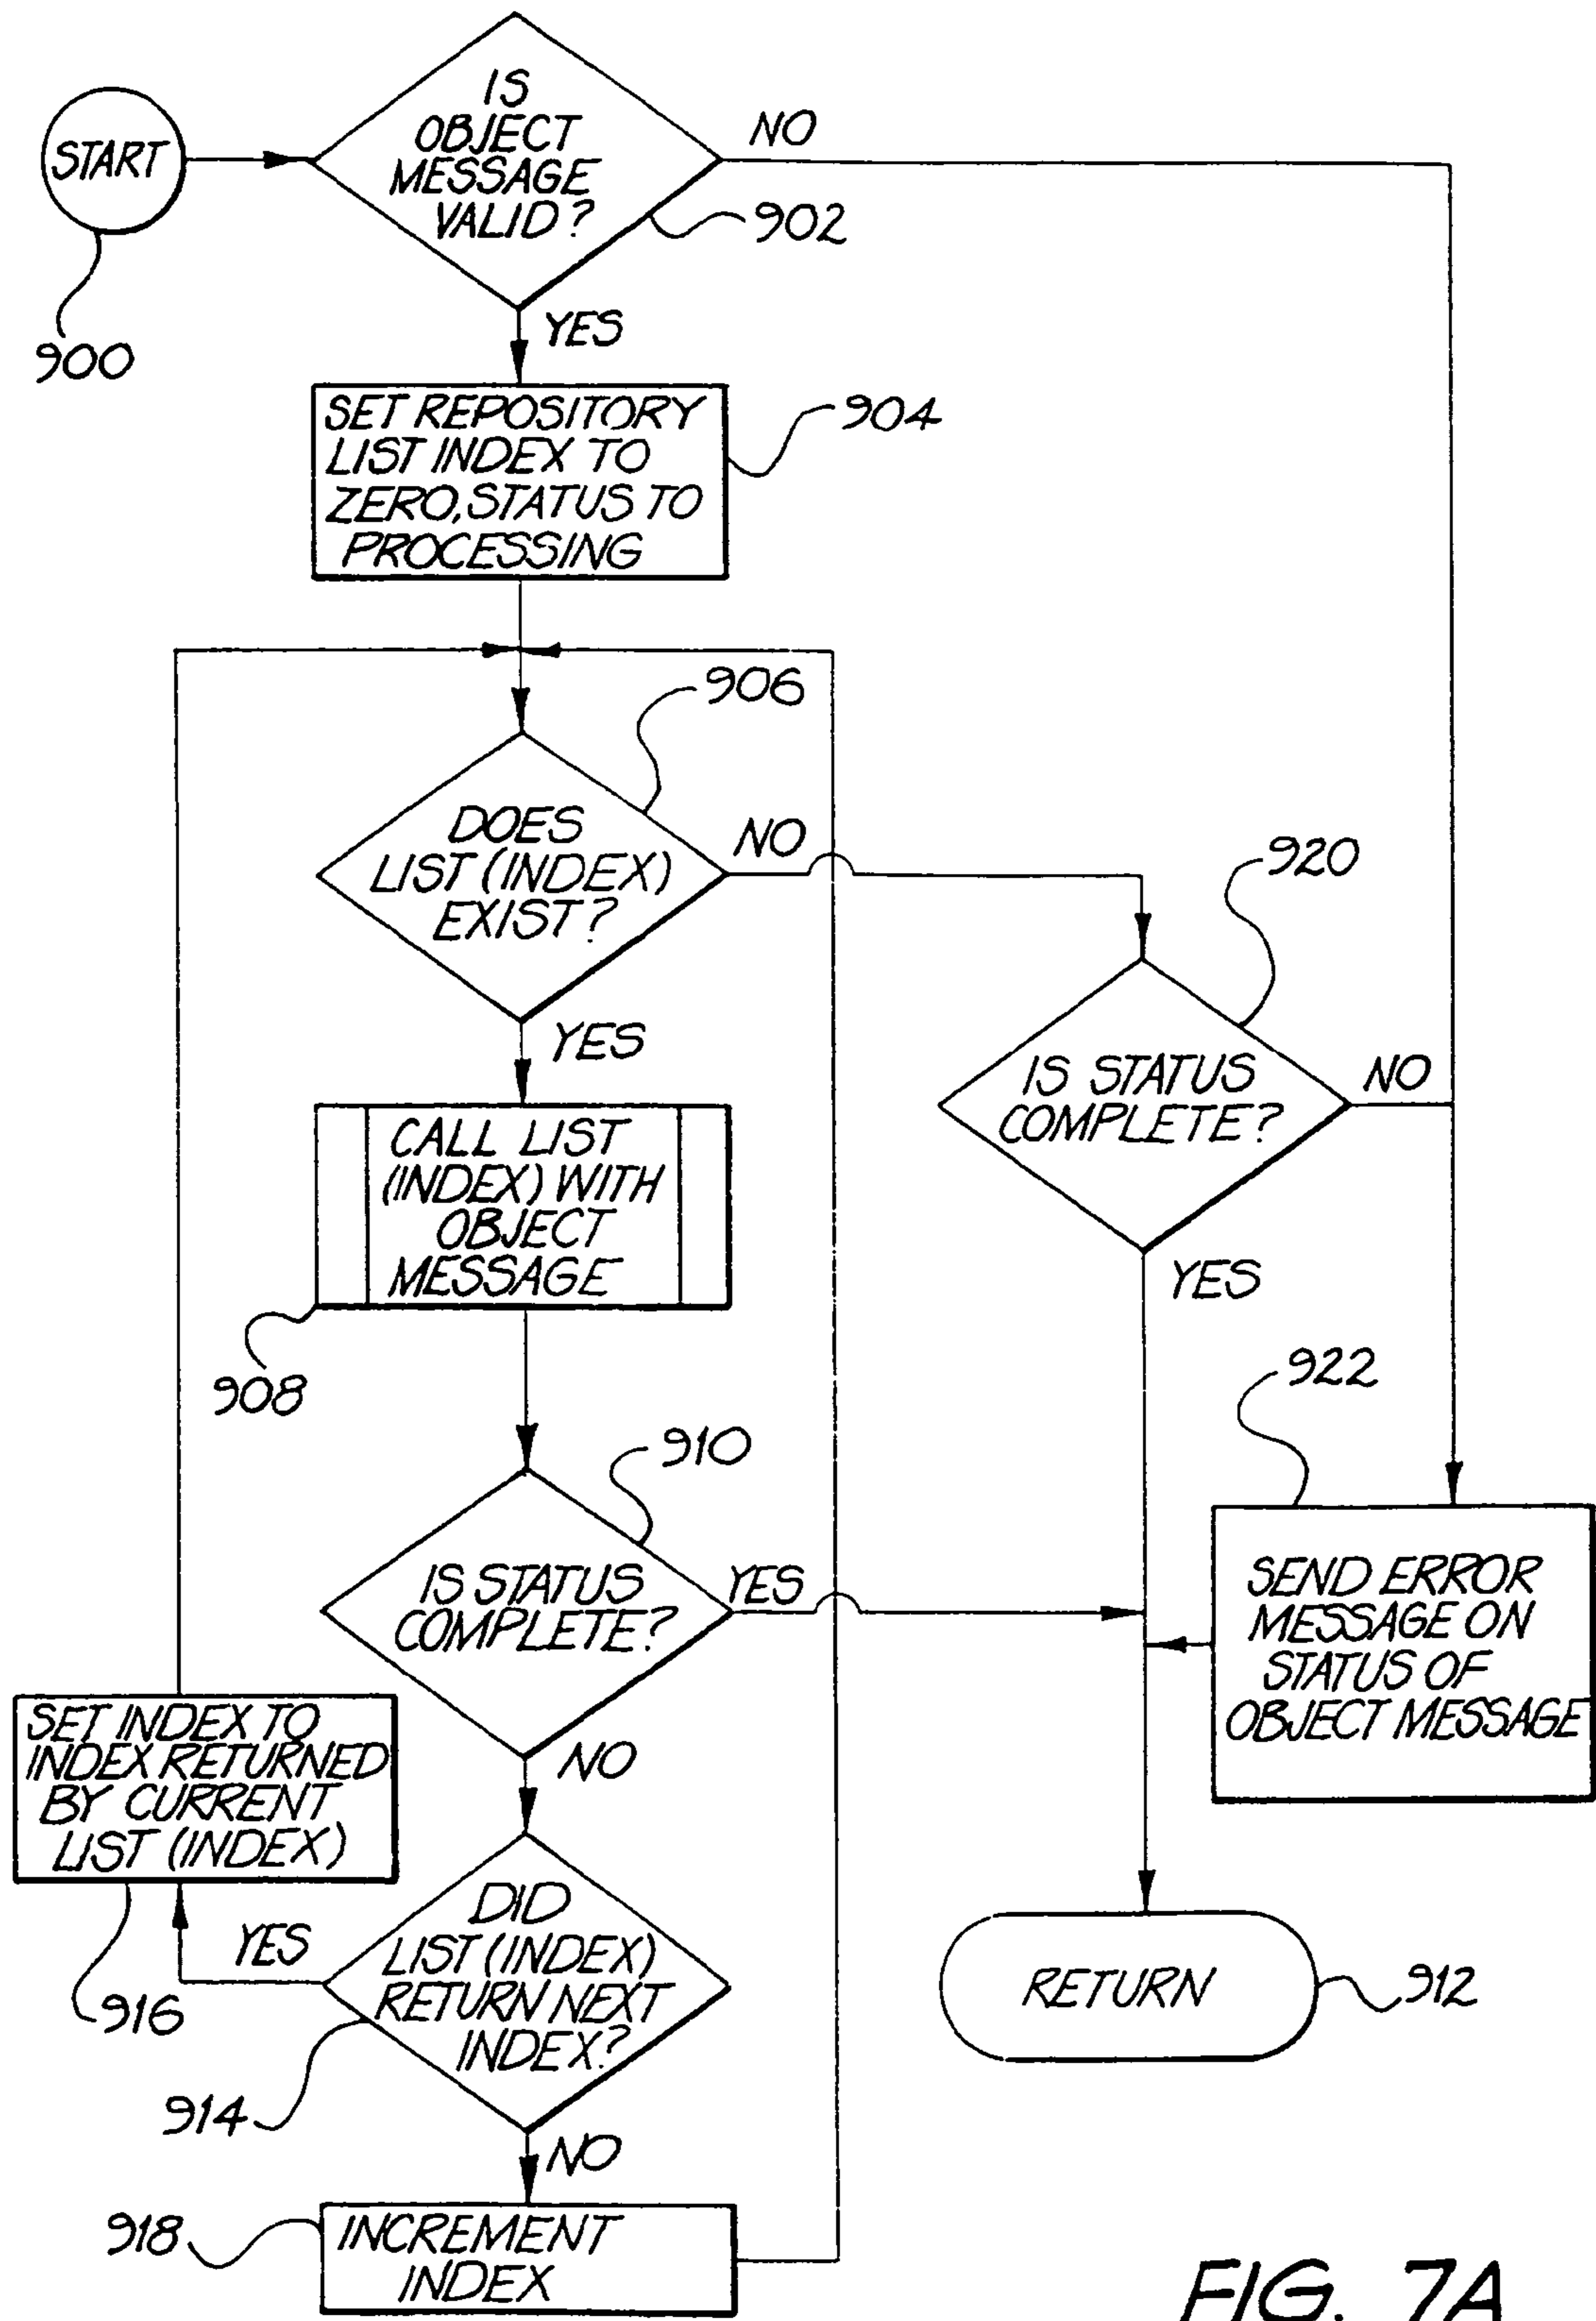 START
900
IS
OBJECT
MESSAGE
VALID?
NO
902
YES
SET REPOSITORY
LIST INDEX TO
ZERO, STATUS TO
PROCESSING
904
906
DOES
LIST (INDEX)
EXIST?
NO
YES
920
IS STATUS
COMPLETE?
NO
YES
CALL LIST
(INDEX) WITH
OBJECT
MESSAGE
908
910
IS STATUS
COMPLETE?
YES
NO
922
SEND ERROR
MESSAGE ON
STATUS OF
OBJECT MESSAGE
SET INDEX TO
INDEX RETURNED
BY CURRENT
LIST (INDEX)
916
YES
DID
LIST (INDEX)
RETURN NEXT
INDEX?
914
NO
RETURN
912
918
INCREMENT
INDEX
FIG. 7A